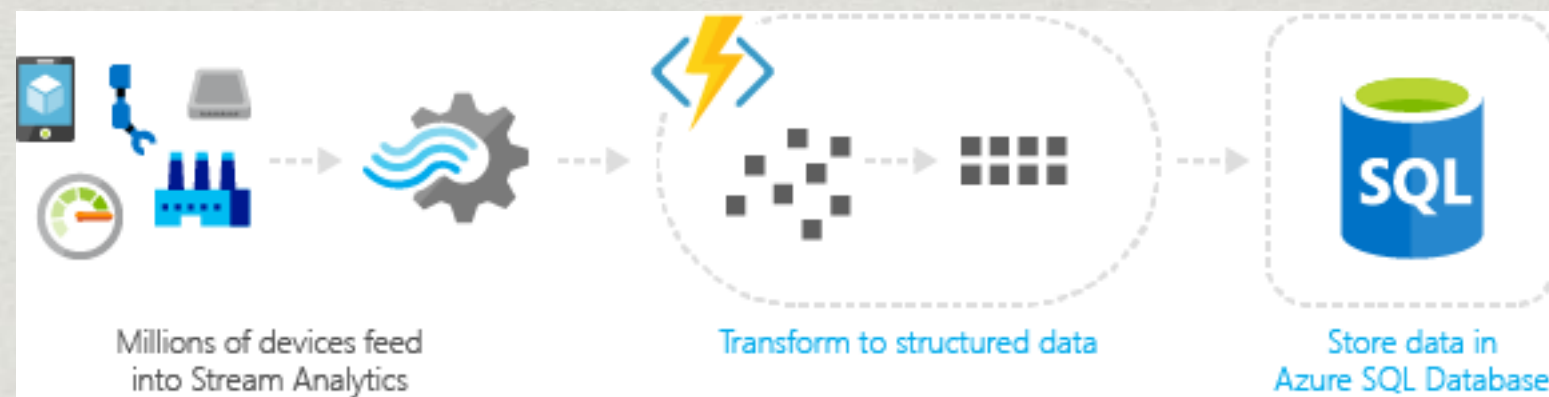 SQL
Millions of devices feed
into Stream Analytics
Transform to structured data
Store data in
Azure SQL Database